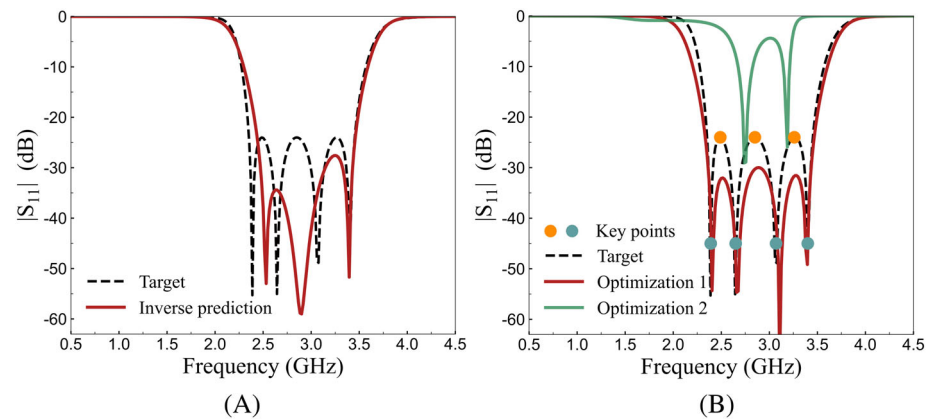 0
-10
-20
-30
-40
-50
-60
|S11| (dB)
Target
Inverse prediction
0.5 1.0 1.5 2.0 2.5 3.0 3.5 4.0 4.5
Frequency (GHz)
(A)
0
-10
-20
-30
-40
-50
-60
|S11| (dB)
Key points
Target
Optimization 1
Optimization 2
0.5 1.0 1.5 2.0 2.5 3.0 3.5 4.0 4.5
Frequency (GHz)
(B)